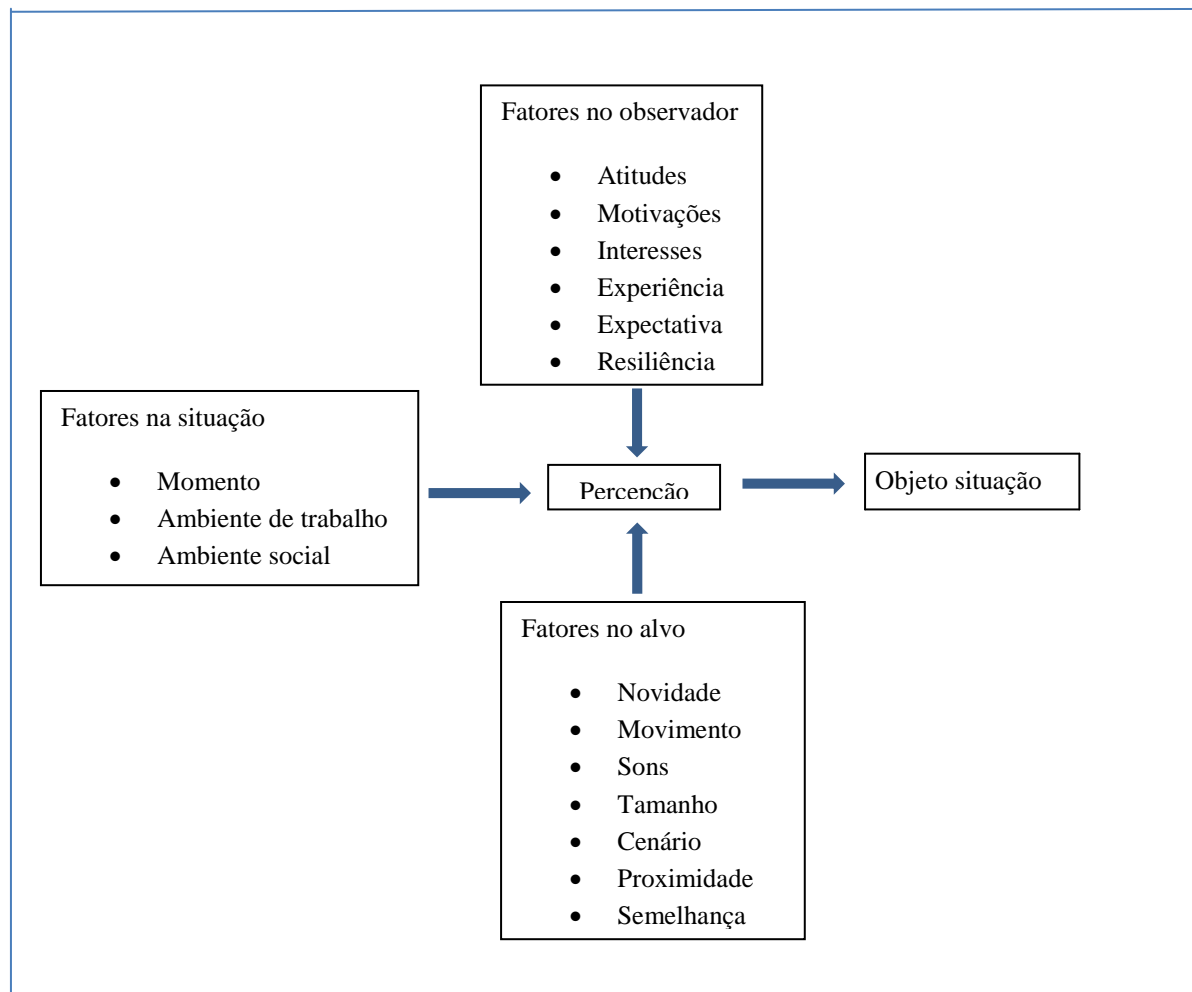 Fatores no observador
• Atitudes
• Motivações
• Interesses
• Experiência
• Expectativa
• Resiliência
Fatores na situação
• Momento
• Ambiente de trabalho
• Ambiente social
Percepção
Objeto situação
Fatores no alvo
• Novidade
• Movimento
• Sons
• Tamanho
• Cenário
• Proximidade
• Semelhança